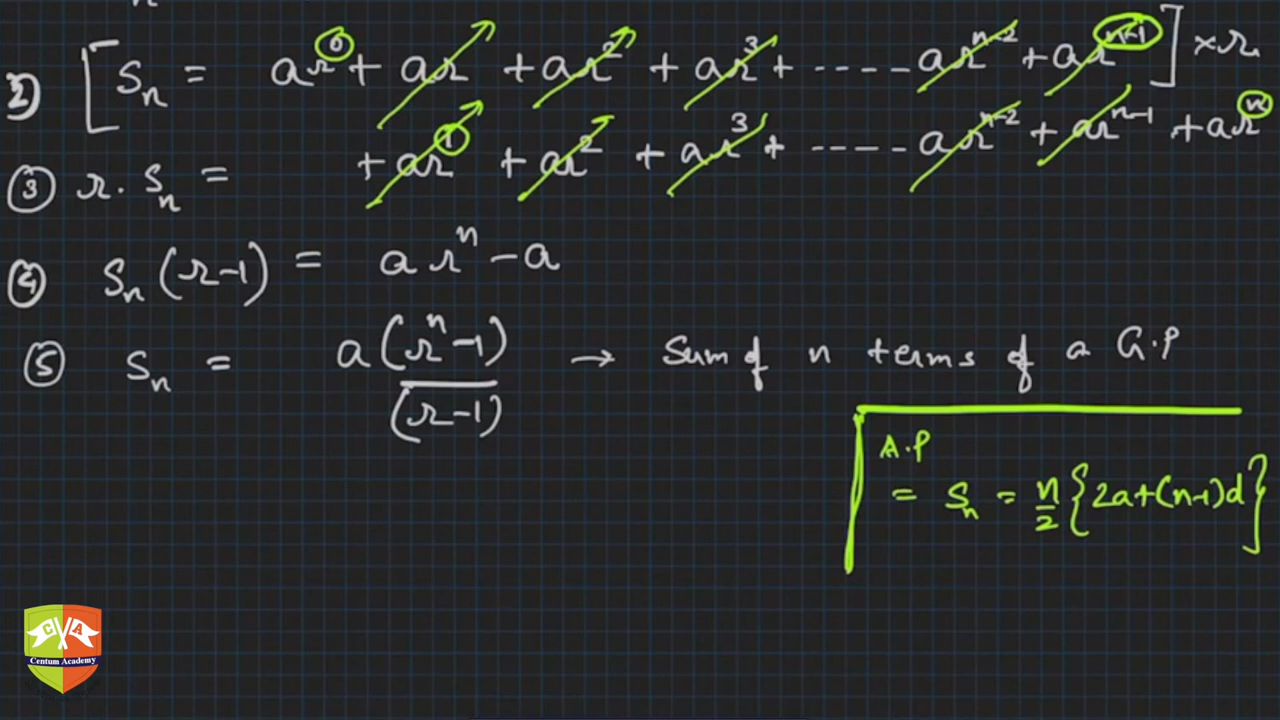 2) [Sₙ = ar⁰ + ar + ar² + ar³ + ---- arⁿ⁻² + arⁿ⁻¹] × r
③ r.Sₙ = + ar¹ + ar² + ar³ + ---- arⁿ⁻² + arⁿ⁻¹ + arⁿ
④ Sₙ(r-1) = arⁿ - a
⑤ Sₙ = a(rⁿ-1)/(r-1) → Sum of n terms of a G.P
A.P
= Sₙ = n/2 {2a+(n-1)d}
CA
Centum Academy